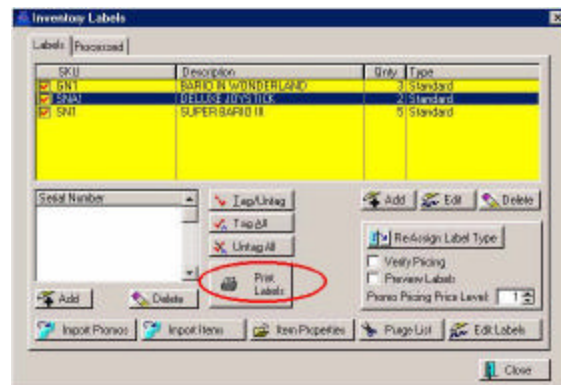 Inventory Labels
Labels Processed
SKU Description Qnty Type
GN1 BARIO IN WONDERLAND 3 Standard
SNA1 DELUXE JOYSTICK 2 Standard
SN1 SUPER BARIO III 5 Standard
Serial Number
Tag/Untag
Tag All
Untag All
Print Labels
Add Delete
Add Edit Delete
ReAssign Label Type
Verify Pricing
Preview Labels
Promo Pricing Price Level: 1
Import Promos Import Items Item Properties Purge List Edit Labels
Close